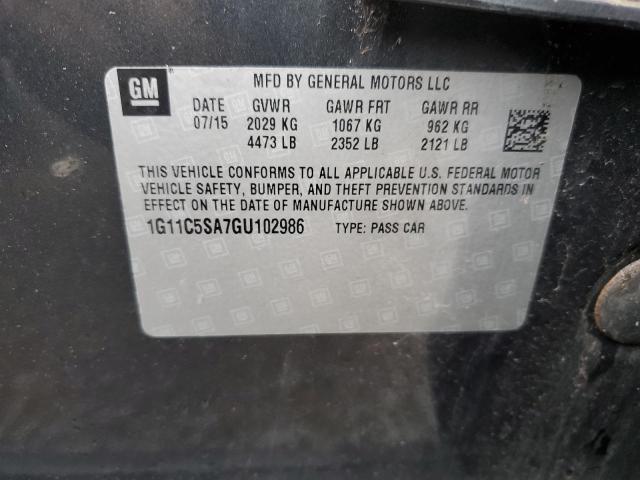 GM
MFD BY GENERAL MOTORS LLC
DATE GVWR GAWR FRT GAWR RR
07/15 2029 KG 1067 KG 962 KG
4473 LB 2352 LB 2121 LB
THIS VEHICLE CONFORMS TO ALL APPLICABLE U.S. FEDERAL MOTOR
VEHICLE SAFETY, BUMPER, AND THEFT PREVENTION STANDARDS IN
EFFECT ON THE DATE OF MANUFACTURE SHOWN ABOVE.
1G11C5SA7GU102986 TYPE: PASS CAR